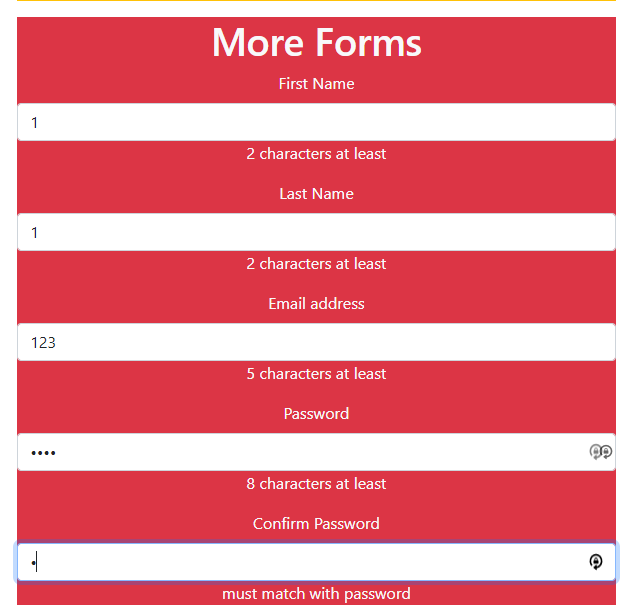 More Forms
First Name
1
2 characters at least
Last Name
1
2 characters at least
Email address
123
5 characters at least
Password
••••
8 characters at least
Confirm Password
•
must match with password